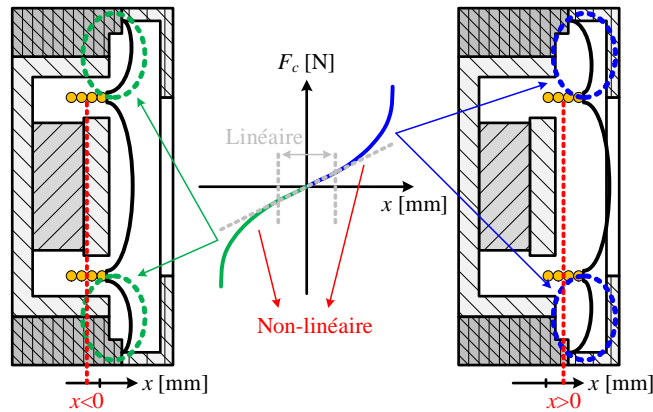 F_c [N]
Linéaire
x [mm]
Non-linéaire
x [mm]
x<0
x [mm]
x>0